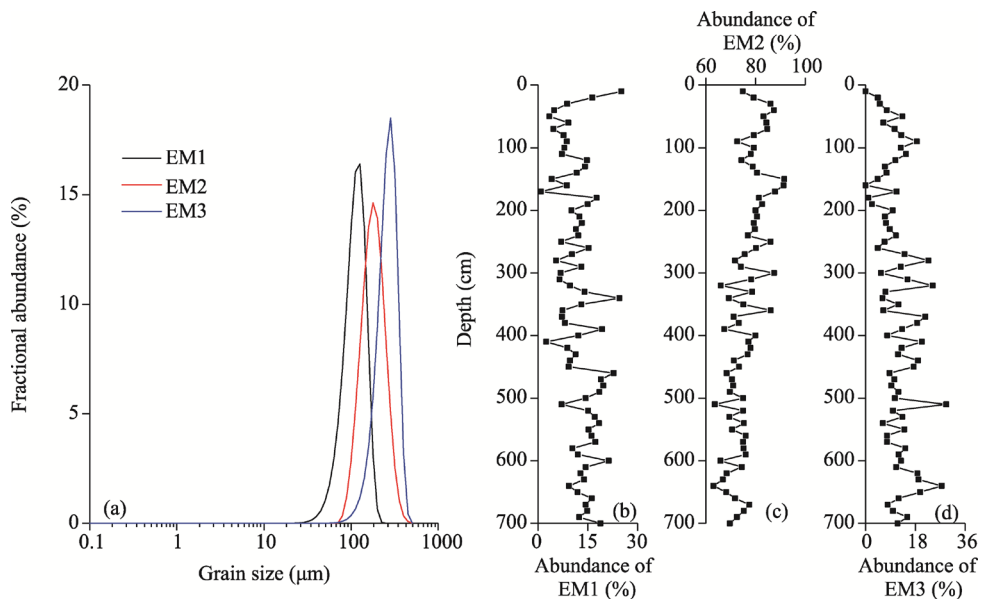 Fractional abundance (%)
20
15
10
5
0
EM1
EM2
EM3
(a)
0.1 1 10 100 1000
Grain size (μm)
Depth (cm)
0
100
200
300
400
500
600
700
(b)
0 15 30
Abundance of
EM1 (%)
Abundance of
EM2 (%)
60 80 100
0
100
200
300
400
500
600
700
(c)
0
100
200
300
400
500
600
700
(d)
0 18 36
Abundance of
EM3 (%)